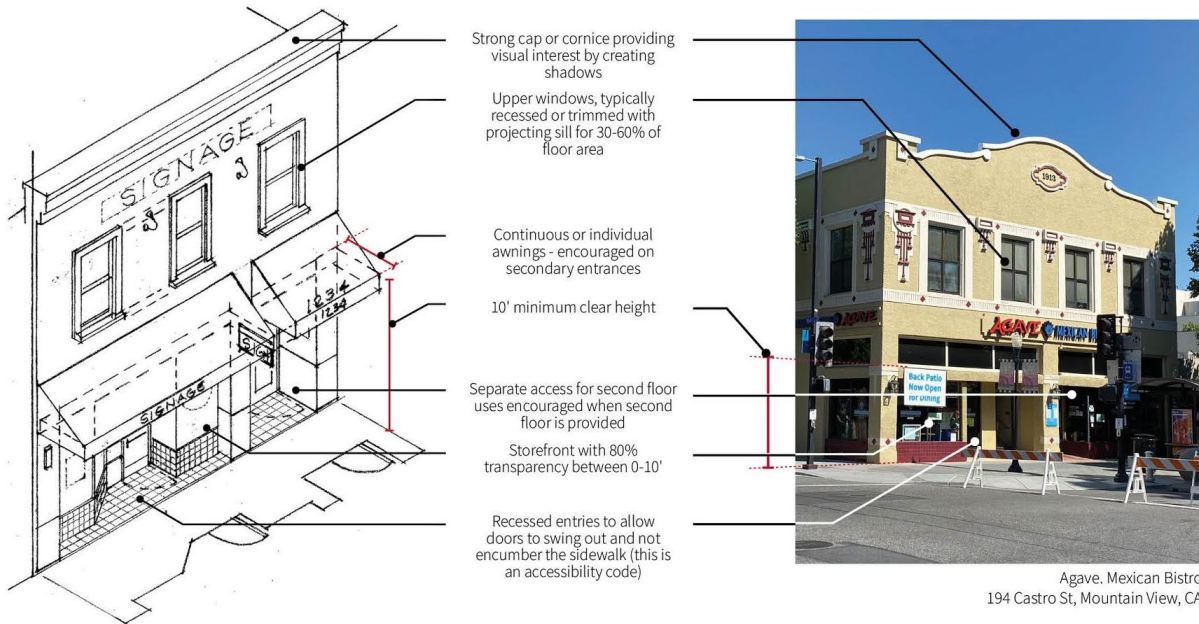 Strong cap or cornice providing
visual interest by creating
shadows
Upper windows, typically
recessed or trimmed with
projecting sill for 30-60% of
floor area
Continuous or individual
awnings - encouraged on
secondary entrances
10' minimum clear height
Separate access for second floor
uses encouraged when second
floor is provided
Storefront with 80%
transparency between 0-10'
Recessed entries to allow
doors to swing out and not
encumber the sidewalk (this is
an accessibility code)
SIGNAGE
12314
11234
SIGN
SIGNAGE
1913
AGAVE
AGAVE MEXICAN
Back Patio
Now Open
for Dining
Agave. Mexican Bistro
194 Castro St, Mountain View, CA